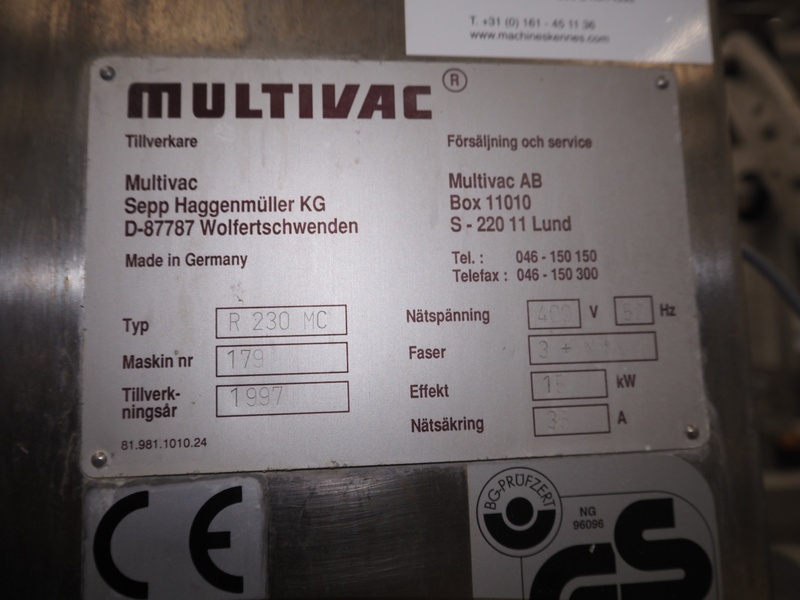 T. +31 (0) 161 - 45 11 36
www.machineskennes.com
MULTIVAC ®
Tillverkare
Multivac
Sepp Haggenmüller KG
D-87787 Wolfertschwenden
Made in Germany
Försäljning och service
Multivac AB
Box 11010
S - 220 11 Lund
Tel. : 046 - 150 150
Telefax : 046 - 150 300
Typ R 230 MC
Maskin nr 179
Tillverk-
ningsår 1997
81.981.1010.24
Nätspänning 400 V Hz
Faser 3 +
Effekt kW
Nätsäkring A
CE
BG-PRÜFZERT
NG
96096
GS